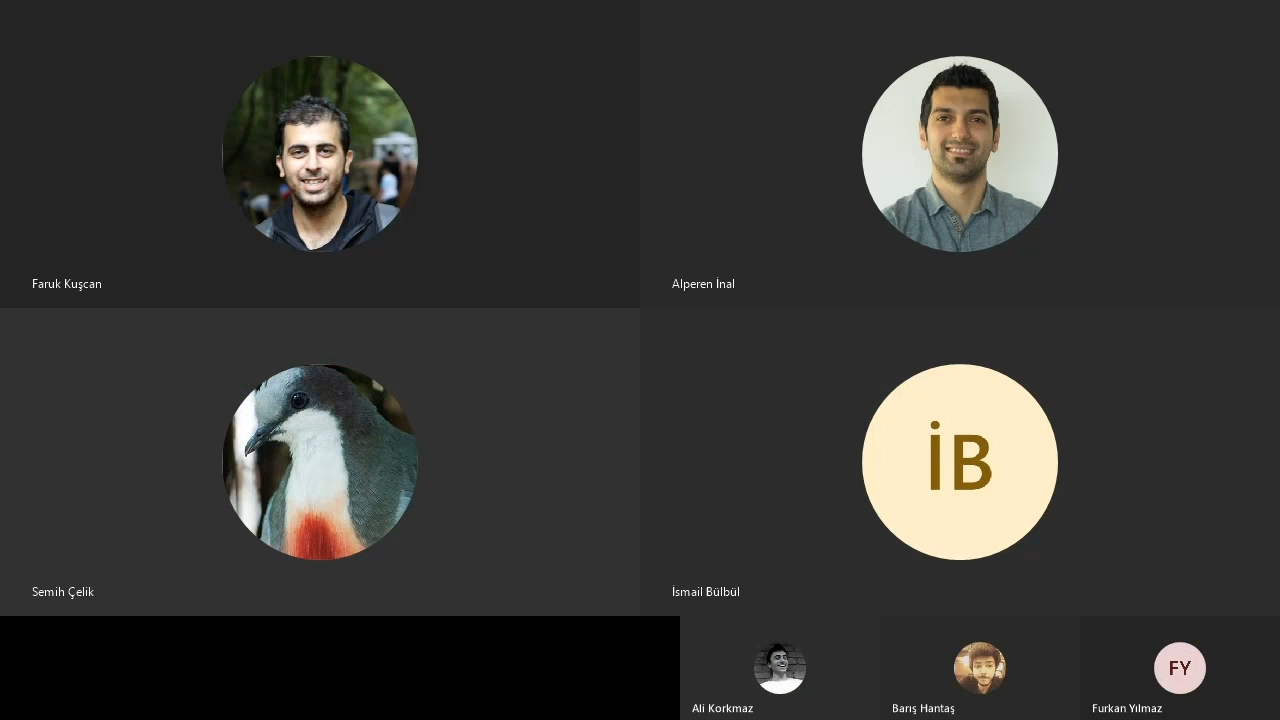 Faruk Kuşcan
Alperen İnal
Semih Çelik
İB
İsmail Bülbül
Ali Korkmaz
Barış Hantaş
FY
Furkan Yılmaz